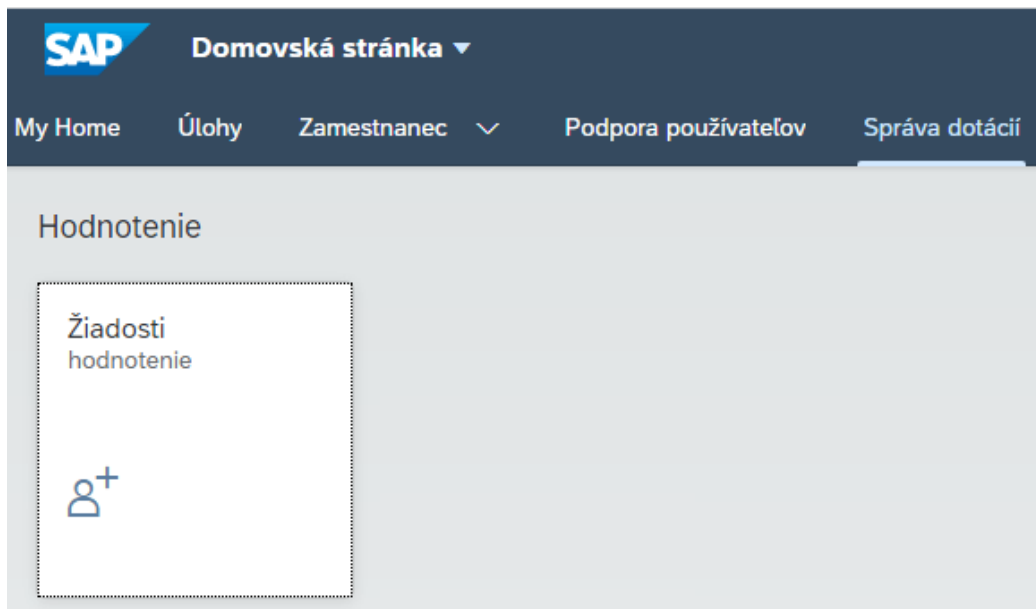 SAP Domovská stránka
My Home Úlohy Zamestnanec Podpora používateľov Správa dotácií
Hodnotenie
Žiadosti
hodnotenie